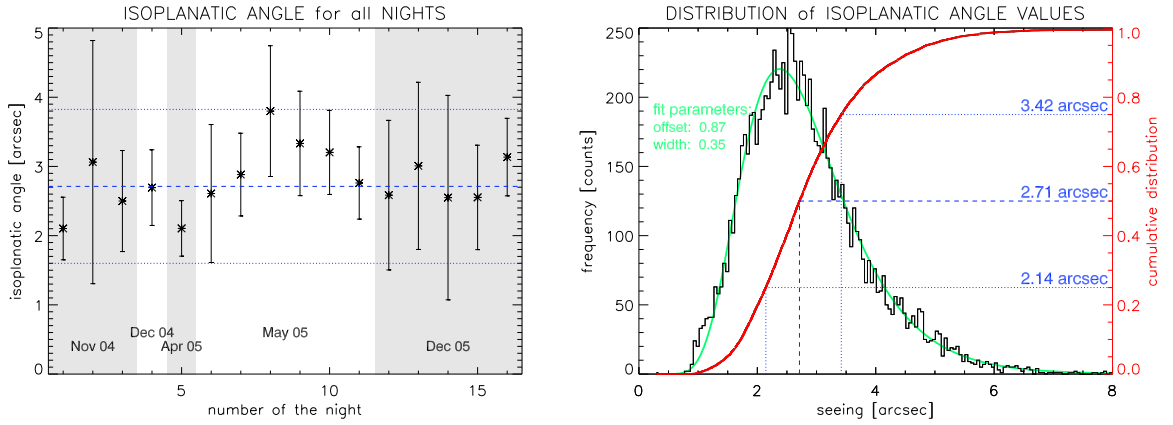 ISOPLANATIC ANGLE for all NIGHTS
isoplanatic angle [arcsec]
5
4
3
2
1
0
Nov 04
Dec 04
Apr 05
May 05
Dec 05
5
10
15
number of the night
DISTRIBUTION of ISOPLANATIC ANGLE VALUES
frequency [counts]
250
200
150
100
50
0
fit parameters:
offset: 0.87
width: 0.35
3.42 arcsec
2.71 arcsec
2.14 arcsec
1.0
0.8
0.6
0.4
0.2
0.0
cumulative distribution
0
2
4
6
8
seeing [arcsec]